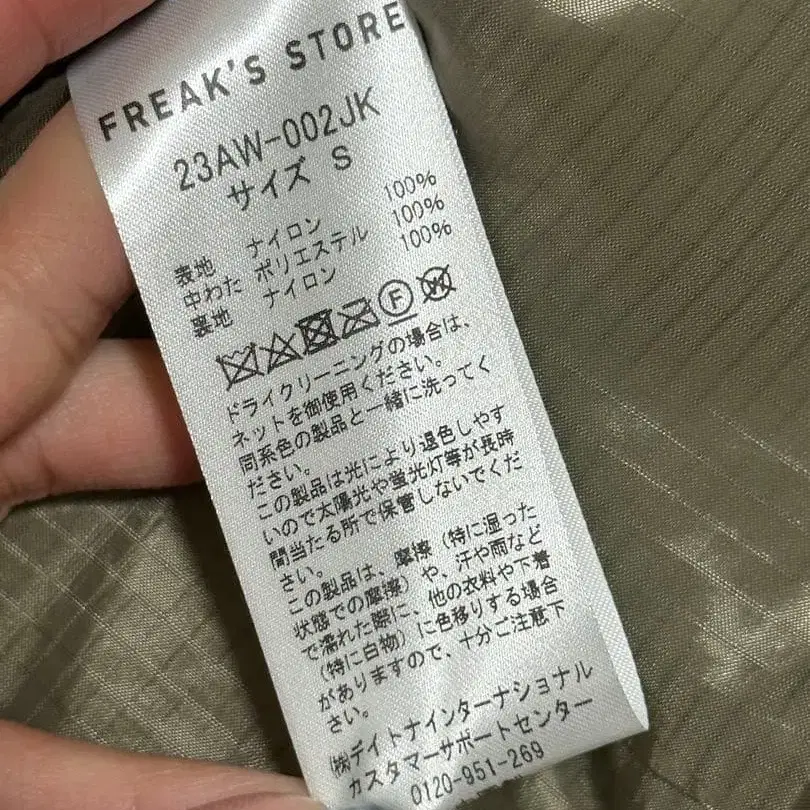 FREAK'S STORE
23AW-002JK
サイズ S
表地 ナイロン 100%
中わた ポリエステル 100%
裏地 ナイロン 100%
F W
ドライクリーニングの場合は、
ネットを御使用ください。
同系色の製品と一緒に洗ってく
ださい。
この製品は光により退色しやす
いので太陽光や蛍光灯等が長時
間当たる所で保管しないでくだ
さい。
この製品は、摩擦（特に湿った
状態での摩擦）や、汗や雨など
で濡れた際に、他の衣料や下着
（特に白物）に色移りする場合
がありますので、十分ご注意下
さい。
㈱デイトナインターナショナル
カスタマーサポートセンター
0120-951-269